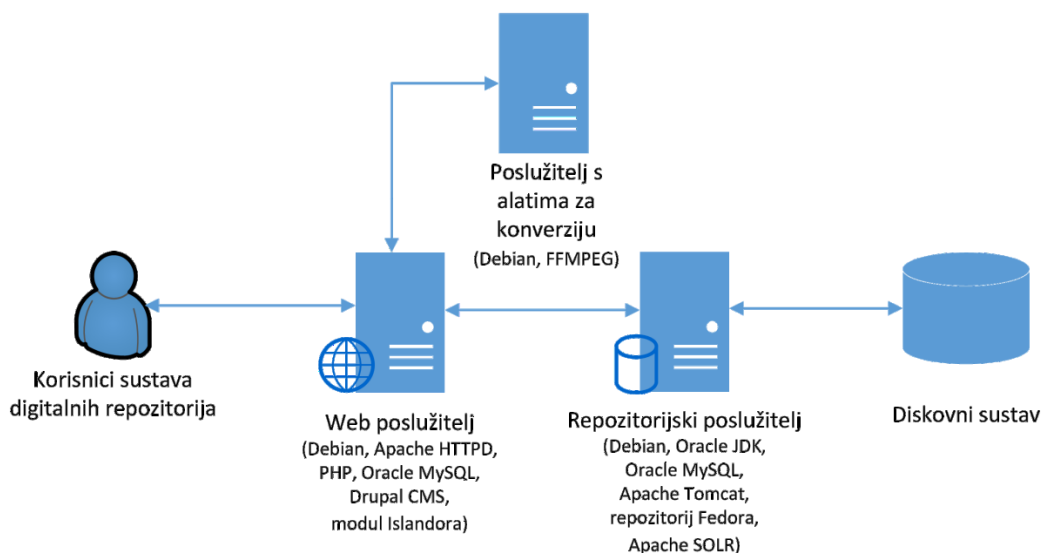 Poslužitelj s
alatima za
konverziju
(Debian, FFMPEG)
Korisnici sustava
digitalnih repozitorija
Web poslužitelj
(Debian, Apache HTTPD,
PHP, Oracle MySQL,
Drupal CMS,
modul Islandora)
Repozitorijski poslužitelj
(Debian, Oracle JDK,
Oracle MySQL,
Apache Tomcat,
repozitorij Fedora,
Apache SOLR)
Diskovni sustav